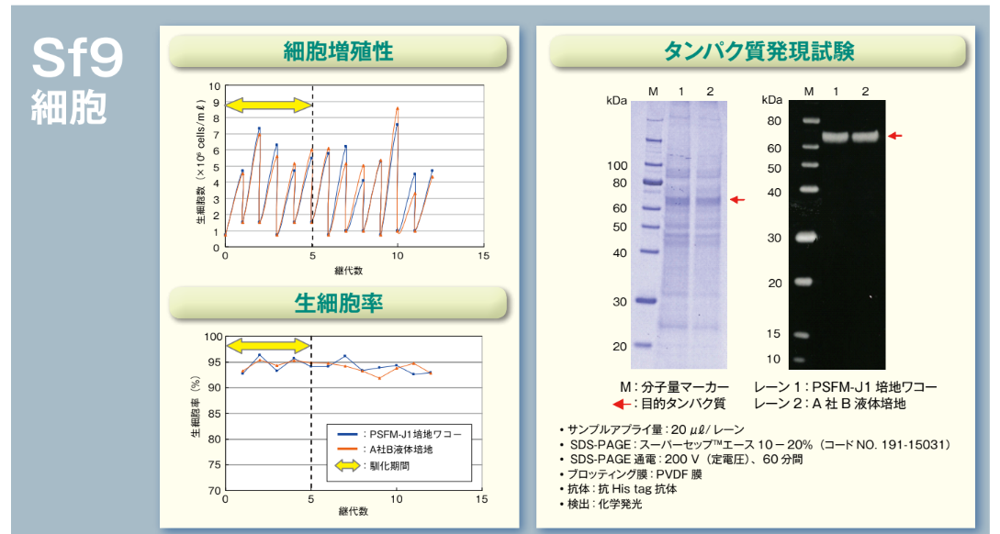 Sf9
細胞
細胞増殖性
生細胞数（×10⁶ cells/mℓ）
10
9
8
7
6
5
4
3
2
1
0
0 5 10 15
継代数
生細胞率
生細胞率（%）
100
95
90
85
80
75
70
0 5 10 15
継代数
：PSFM-J1培地ワコー
：A社B液体培地
：馴化期間
タンパク質発現試験
kDa M 1 2
100
80
60
50
40
30
20
kDa M 1 2
80
60
50
40
30
20
15
10
M：分子量マーカー
：目的タンパク質
レーン 1：PSFM-J1 培地ワコー
レーン 2：A 社 B 液体培地
• サンプルアプライ量：20 μℓ/ レーン
• SDS-PAGE：スーパーセップ™エース 10－20%（コード NO. 191-15031）
• SDS-PAGE 通電：200 V（定電圧）、60 分間
• ブロッティング膜：PVDF 膜
• 抗体：抗 His tag 抗体
• 検出：化学発光